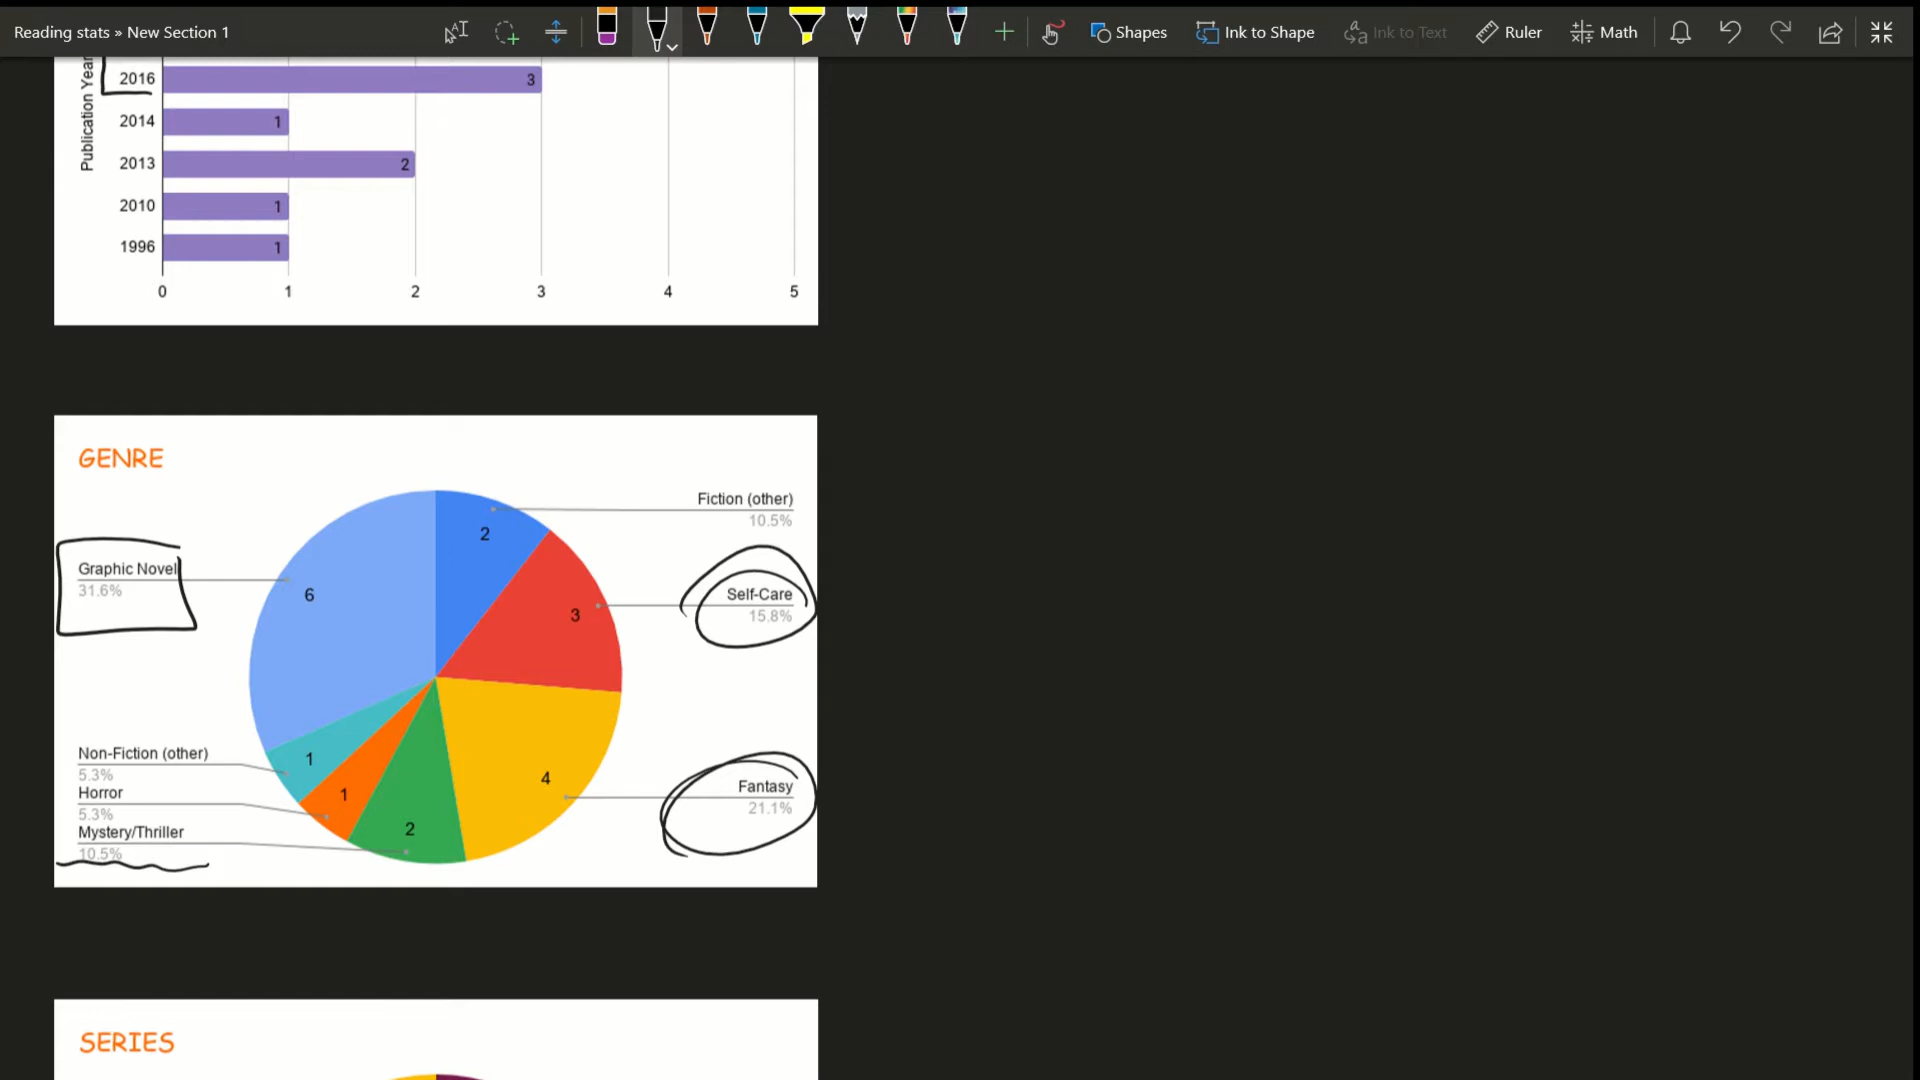 Reading stats » New Section 1
Shapes
Ink to Shape
Ink to Text
Ruler
Math
Publication Year
2016
3
2014
1
2013
2
2010
1
1996
1
0 1 2 3 4 5
GENRE
Fiction (other)
10.5%
2
Graphic Novel
31.6%
6
Self-Care
15.8%
3
Non-Fiction (other)
5.3%
1
Fantasy
21.1%
4
Horror
5.3%
1
Mystery/Thriller
10.5%
2
SERIES